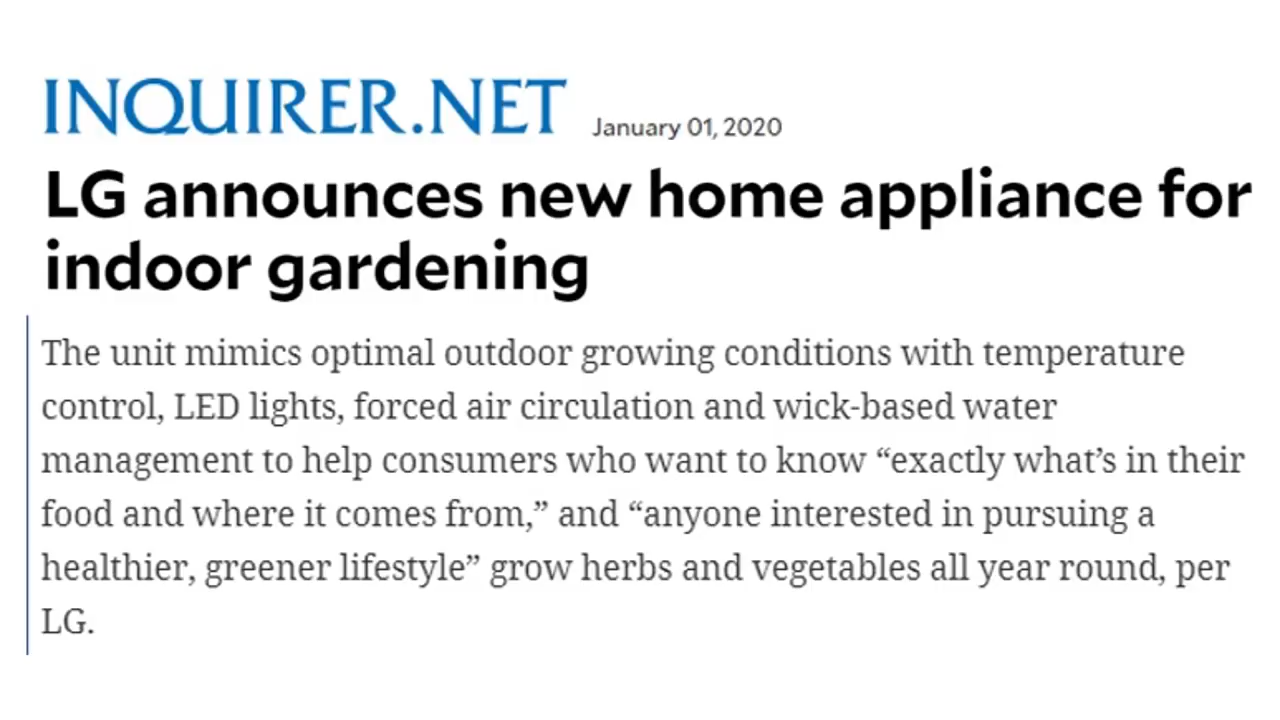 INQUIRER.NET January 01, 2020
LG announces new home appliance for
indoor gardening
The unit mimics optimal outdoor growing conditions with temperature
control, LED lights, forced air circulation and wick-based water
management to help consumers who want to know “exactly what’s in their
food and where it comes from,” and “anyone interested in pursuing a
healthier, greener lifestyle” grow herbs and vegetables all year round, per
LG.